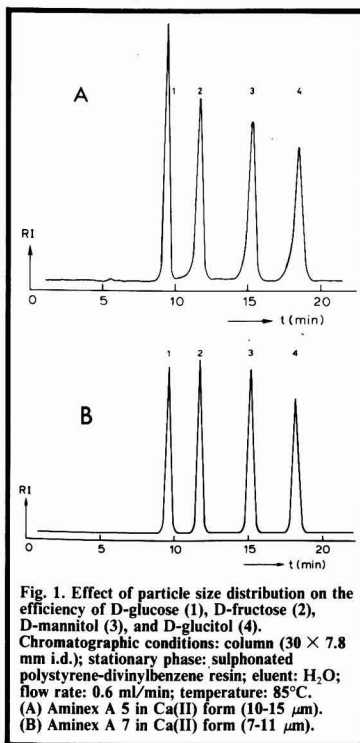 A
1 2 3 4
RI
0 5 10 15 20
t (min)
B
1 2 3 4
RI
0 10 15 20
t (min)
Fig. 1. Effect of particle size distribution on the
efficiency of D-glucose (1), D-fructose (2),
D-mannitol (3), and D-glucitol (4).
Chromatographic conditions: column (30 × 7.8
mm i.d.); stationary phase: sulphonated
polystyrene-divinylbenzene resin; eluent: H₂O;
flow rate: 0.6 ml/min; temperature: 85°C.
(A) Aminex A 5 in Ca(II) form (10-15 μm).
(B) Aminex A 7 in Ca(II) form (7-11 μm).